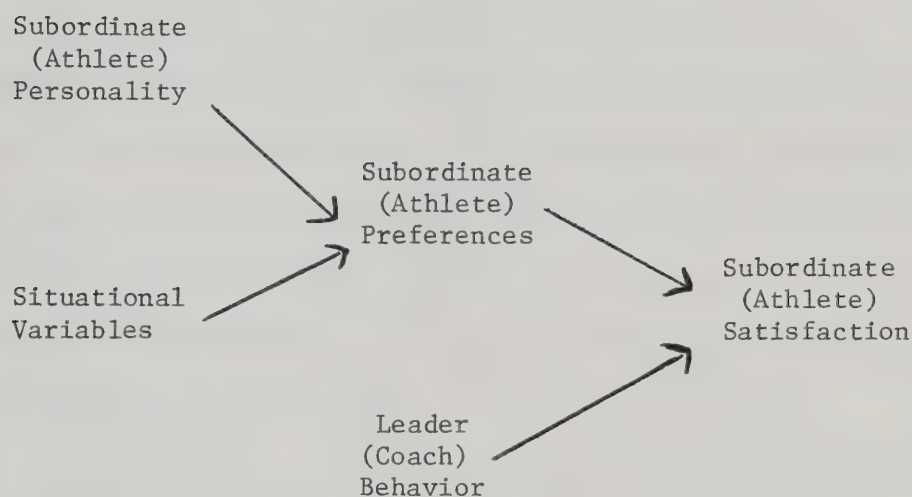 Subordinate
(Athlete)
Personality
Subordinate
(Athlete)
Preferences
Situational
Variables
Subordinate
(Athlete)
Satisfaction
Leader
(Coach)
Behavior